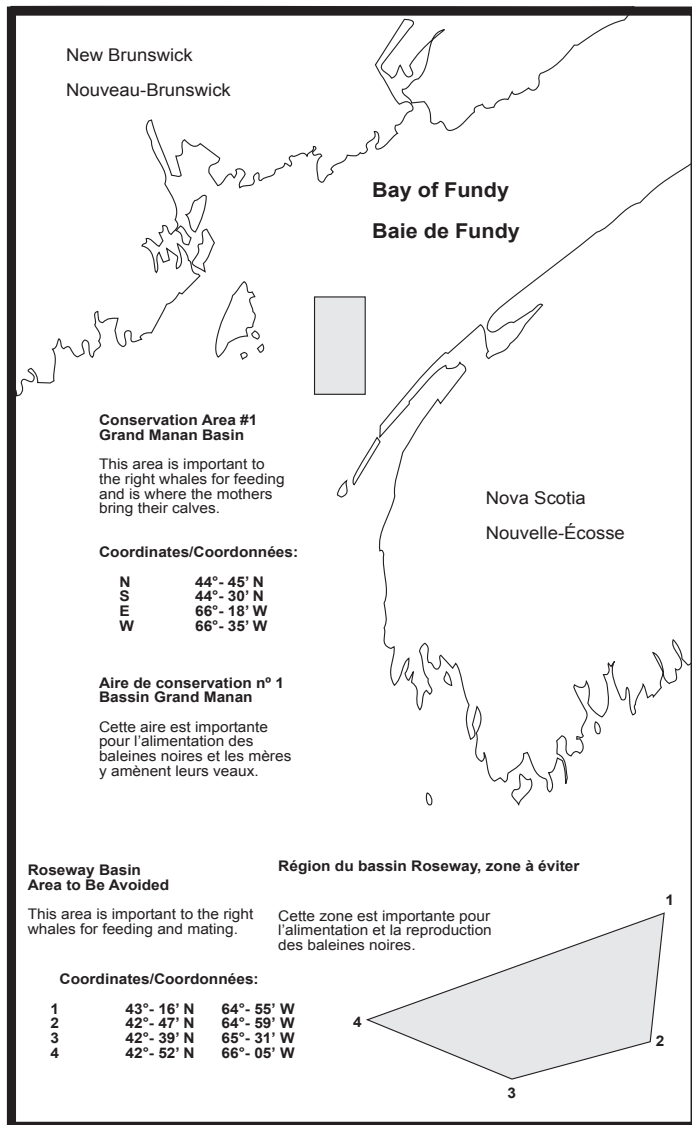 New Brunswick
Nouveau-Brunswick
Bay of Fundy
Baie de Fundy
Conservation Area #1
Grand Manan Basin
This area is important to
the right whales for feeding
and is where the mothers
bring their calves.
Coordinates/Coordonnées:
N 44°- 45’ N
S 44°- 30’ N
E 66°- 18’ W
W 66°- 35’ W
Nova Scotia
Nouvelle-Écosse
Aire de conservation nº 1
Bassin Grand Manan
Cette aire est importante
pour l’alimentation des
baleines noires et les mères
y amènent leurs veaux.
Roseway Basin
Area to Be Avoided
This area is important to the right
whales for feeding and mating.
Région du bassin Roseway, zone à éviter
Cette zone est importante pour
l’alimentation et la reproduction
des baleines noires.
Coordinates/Coordonnées:
1 43°- 16’ N 64°- 55’ W
2 42°- 47’ N 64°- 59’ W
3 42°- 39’ N 65°- 31’ W
4 42°- 52’ N 66°- 05’ W
1
4
2
3